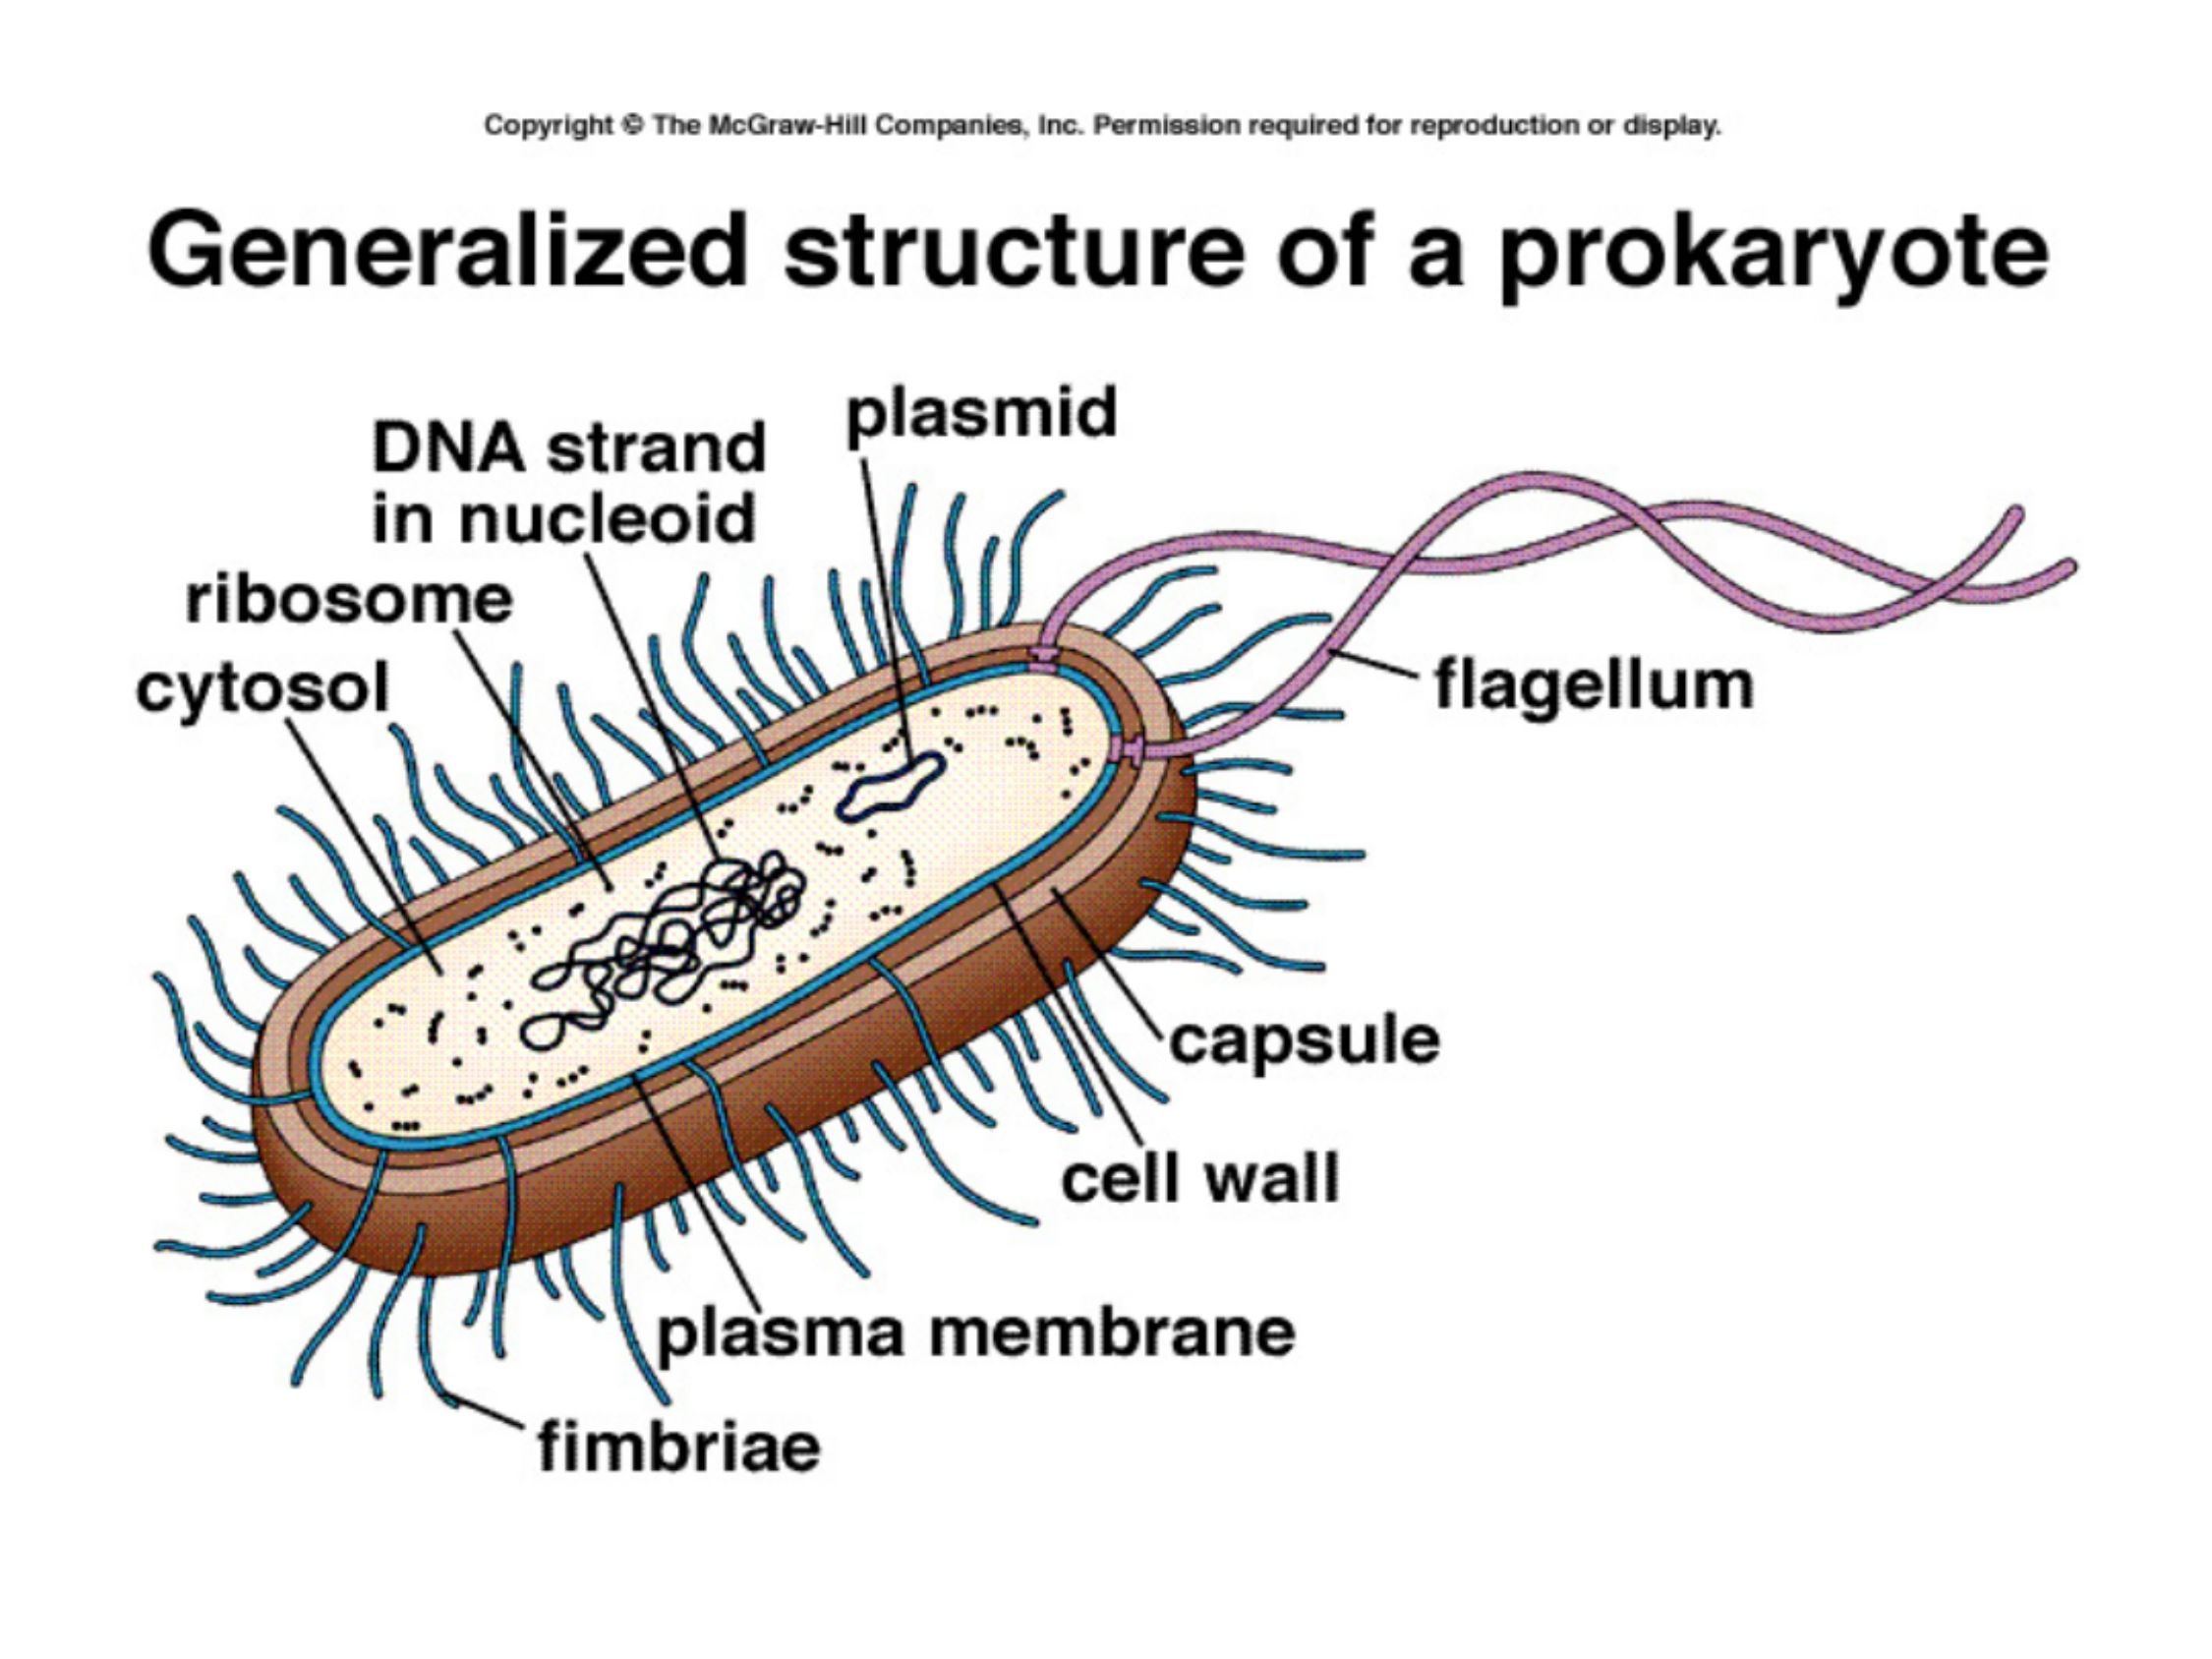 Copyright © The McGraw-Hill Companies, Inc. Permission required for reproduction or display.
Generalized structure of a prokaryote
plasmid
DNA strand
in nucleoid
ribosome
cytosol
flagellum
capsule
cell wall
plasma membrane
fimbriae